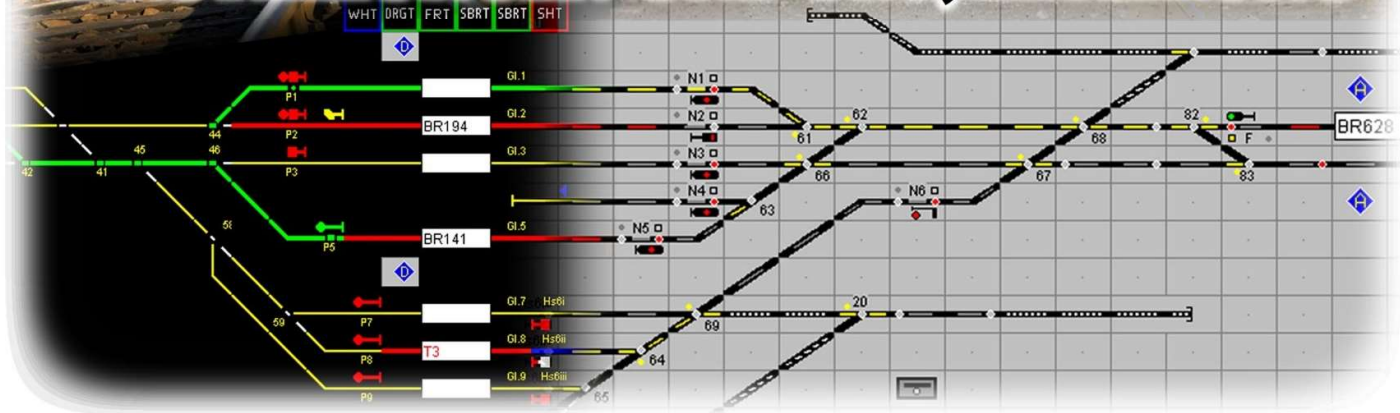 WHT DRGT FRT SBRT SBRT SHT
D
A
P1 Gl.1 N1
44 P2 BR194 Gl.2 N2 61 62 68 82 F BR628
42 41 45 46 P3 Gl.3 N3 66 67 83
A
N4 63 N6
P5 BR141 Gl.5 N5
D
59 P7 Gl.7 Hs6i 69 20
P8 T3 Gl.8 Hs6ii 64
P9 Gl.9 Hs6iii 65